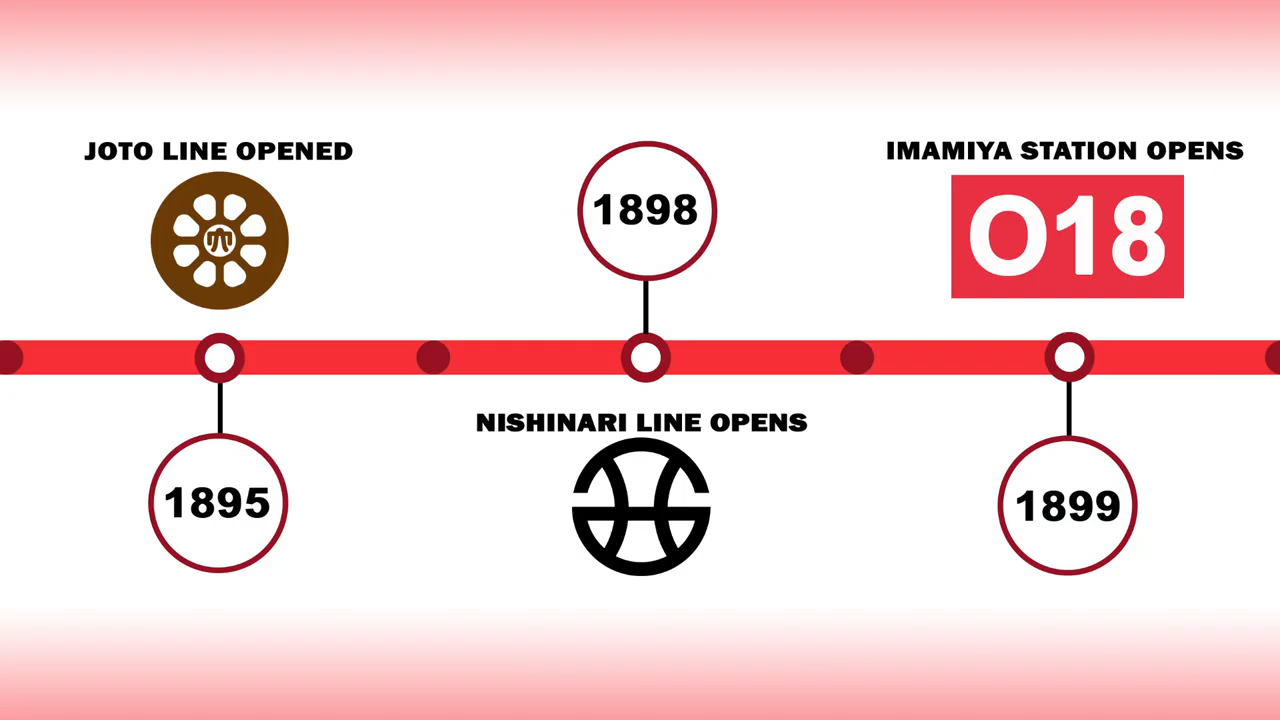 JOTO LINE OPENED
1895
1898
NISHINARI LINE OPENS
IMAMIYA STATION OPENS
O18
1899